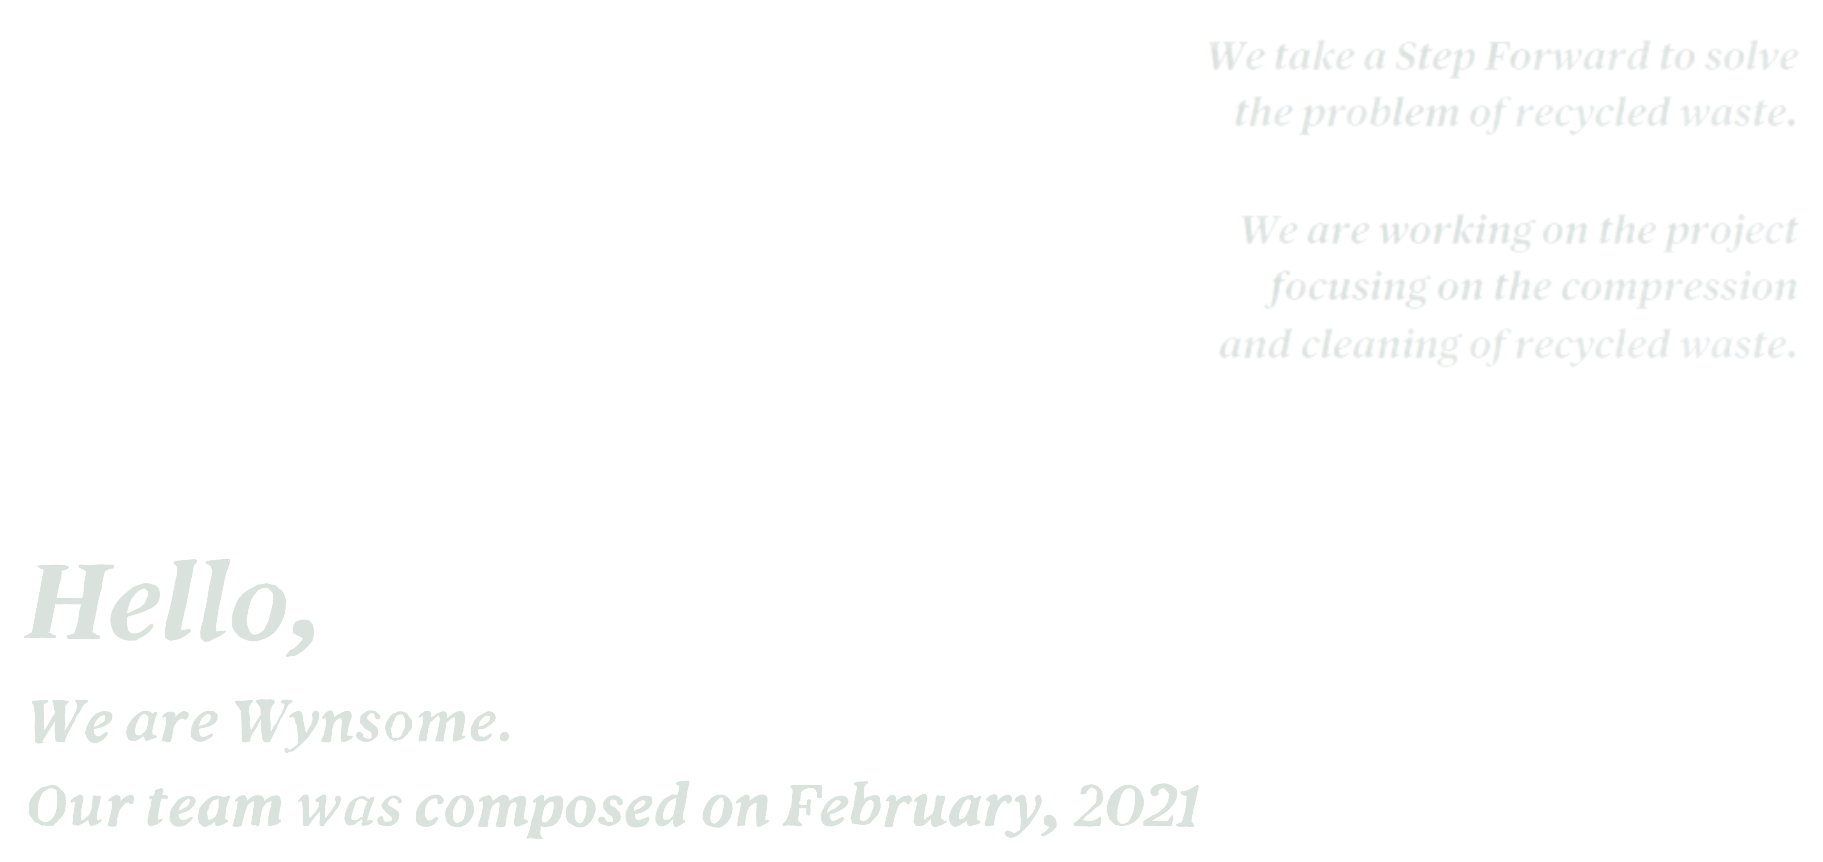 We take a Step Forward to solve
the problem of recycled waste.
We are working on the project
focusing on the compression
and cleaning of recycled waste.
Hello,
We are Wynsome.
Our team was composed on February, 2021